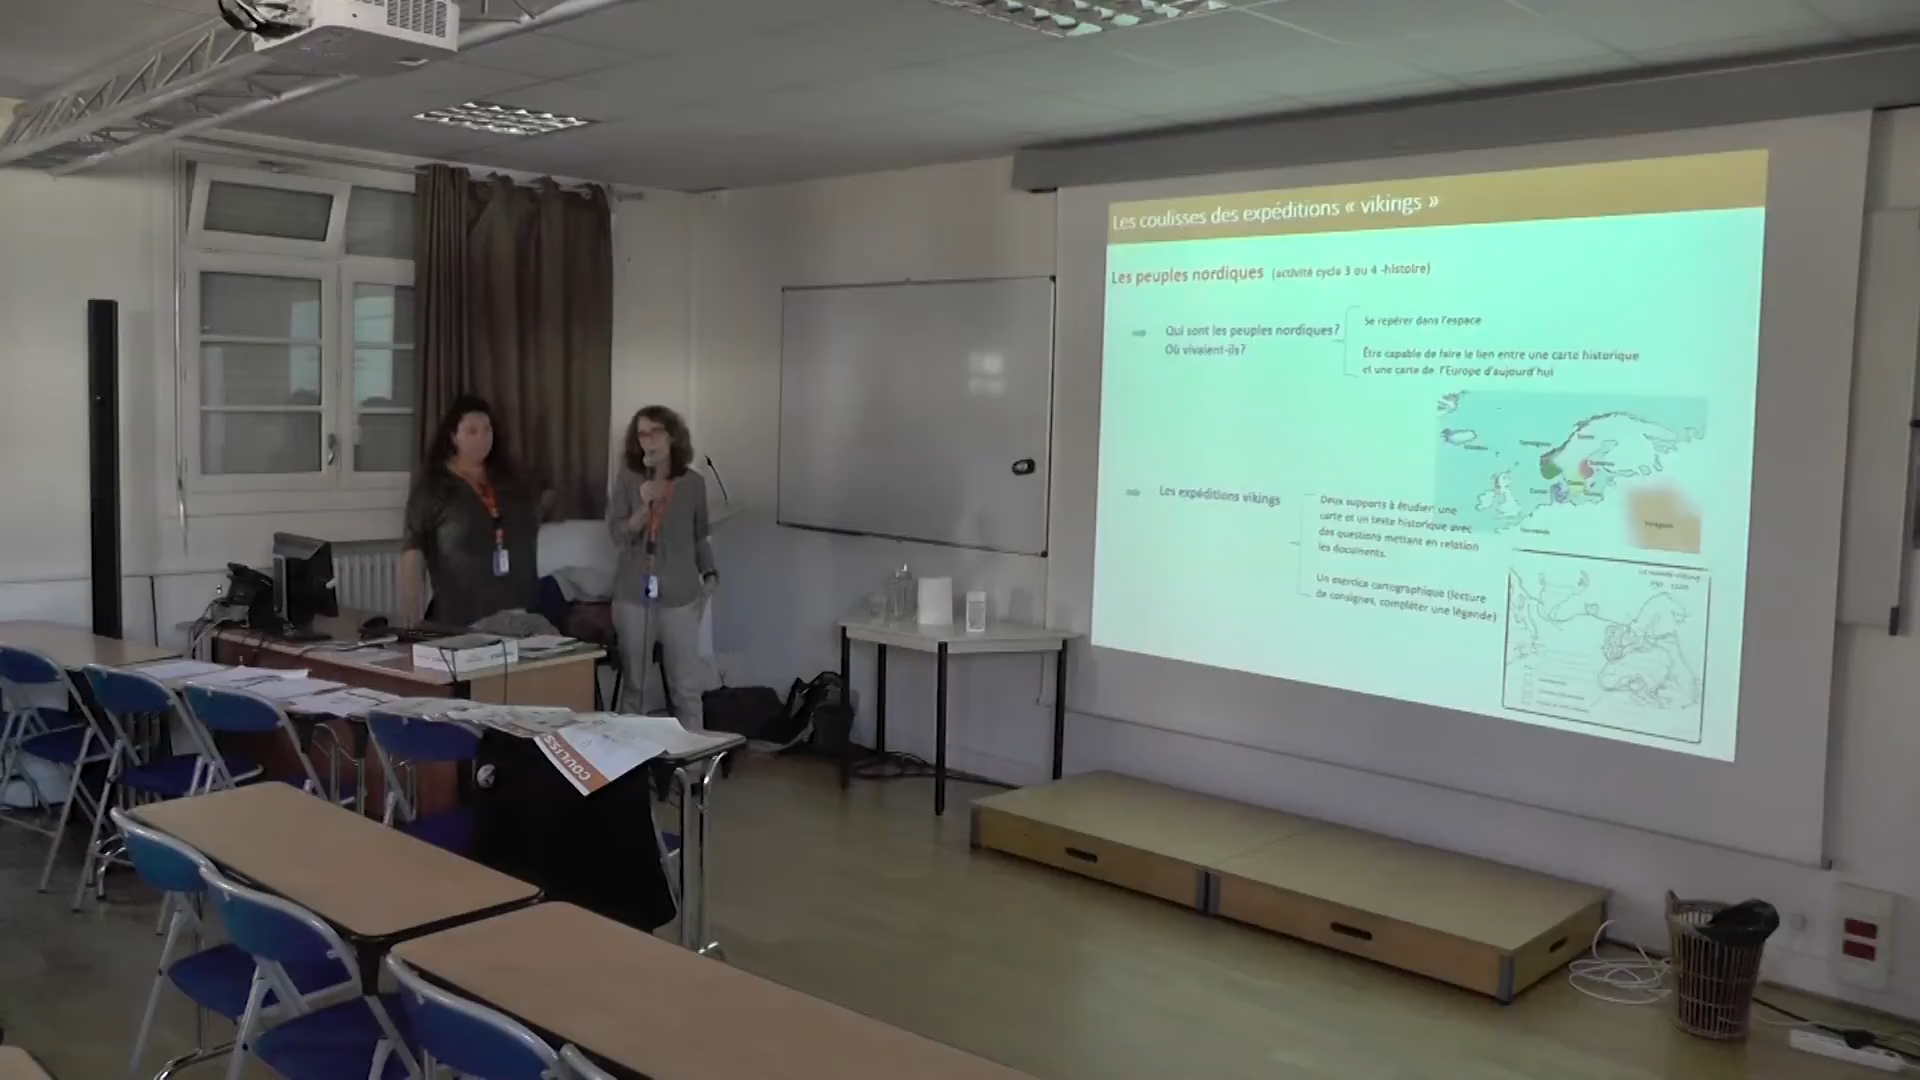 Les coulisses des expéditions « vikings »
Les peuples nordiques (activité cycle 3 ou 4 -histoire)
Qui sont les peuples nordiques?
Où vivaient-ils?
Se repérer dans l'espace
Être capable de faire le lien entre une carte historique
et une carte de l'Europe d'aujourd'hui
Les expéditions vikings
Deux supports à étudier: une
carte et un texte historique avec
des questions mettant en relation
les documents.
Un exercice cartographique (lecture
de consignes, compléter une légende)
COULISS